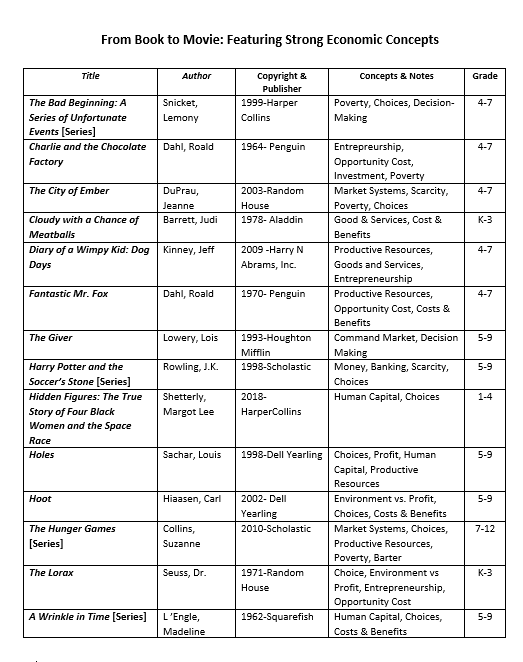 From Book to Movie: Featuring Strong Economic Concepts
Title
Author
Copyright &
Publisher
Concepts & Notes
Grade
The Bad Beginning: A
Series of Unfortunate
Events [Series]
Snicket,
Lemony
1999-Harper
Collins
Poverty, Choices, Decision-
Making
4-7
Charlie and the Chocolate
Factory
Dahl, Roald
1964- Penguin
Entrepreurship,
Opportunity Cost,
Investment, Poverty
4-7
The City of Ember
DuPrau,
Jeanne
2003-Random
House
Market Systems, Scarcity,
Poverty, Choices
4-7
Cloudy with a Chance of
Meatballs
Barrett, Judi
1978- Aladdin
Good & Services, Cost &
Benefits
K-3
Diary of a Wimpy Kid: Dog
Days
Kinney, Jeff
2009 -Harry N
Abrams, Inc.
Productive Resources,
Goods and Services,
Entrepreneurship
4-7
Fantastic Mr. Fox
Dahl, Roald
1970- Penguin
Productive Resources,
Opportunity Cost, Costs &
Benefits
4-7
The Giver
Lowery, Lois
1993-Houghton
Mifflin
Command Market, Decision
Making
5-9
Harry Potter and the
Soccer's Stone [Series]
Rowling, J.K.
1998-Scholastic
Money, Banking, Scarcity,
Choices
5-9
Hidden Figures: The True
Story of Four Black
Women and the Space
Race
Shetterly,
Margot Lee
2018-
HarperCollins
Human Capital, Choices
1-4
Holes
Sachar, Louis
1998-Dell Yearling
Choices, Profit, Human
Capital, Productive
Resources
5-9
Hoot
Hiaasen, Carl
2002- Dell
Yearling
Environment vs. Profit,
Choices, Costs & Benefits
5-9
The Hunger Games
[Series]
Collins,
Suzanne
2010-Scholastic
Market Systems, Choices,
Productive Resources,
Poverty, Barter
7-12
The Lorax
Seuss, Dr.
1971-Random
House
Choice, Environment vs
Profit, Entrepreneurship,
Opportunity Cost
K-3
A Wrinkle in Time [Series]
L 'Engle,
Madeline
1962-Squarefish
Human Capital, Choices,
Costs & Benefits
5-9